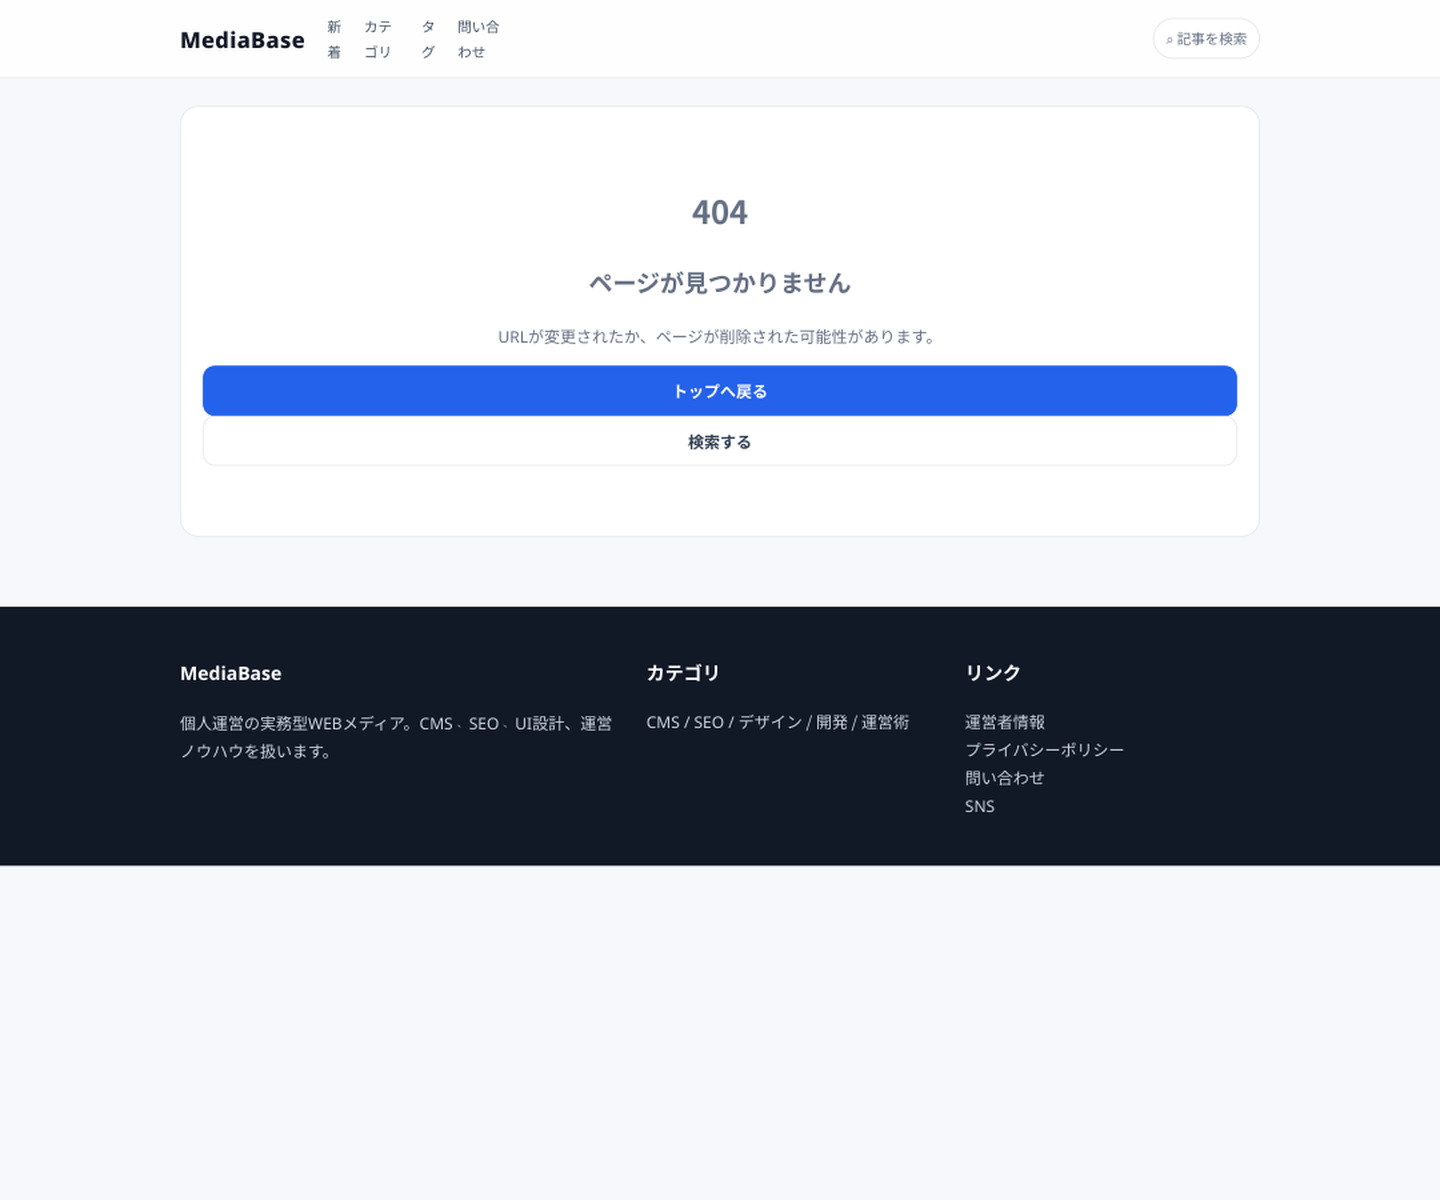 MediaBase
新着
カテゴリ
タグ
問い合わせ
記事を検索
404
ページが見つかりません
URLが変更されたか、ページが削除された可能性があります。
トップへ戻る
検索する
MediaBase
個人運営の実務型WEBメディア。CMS、SEO、UI設計、運営
ノウハウを扱います。
カテゴリ
CMS / SEO / デザイン / 開発 / 運営術
リンク
運営者情報
プライバシーポリシー
問い合わせ
SNS